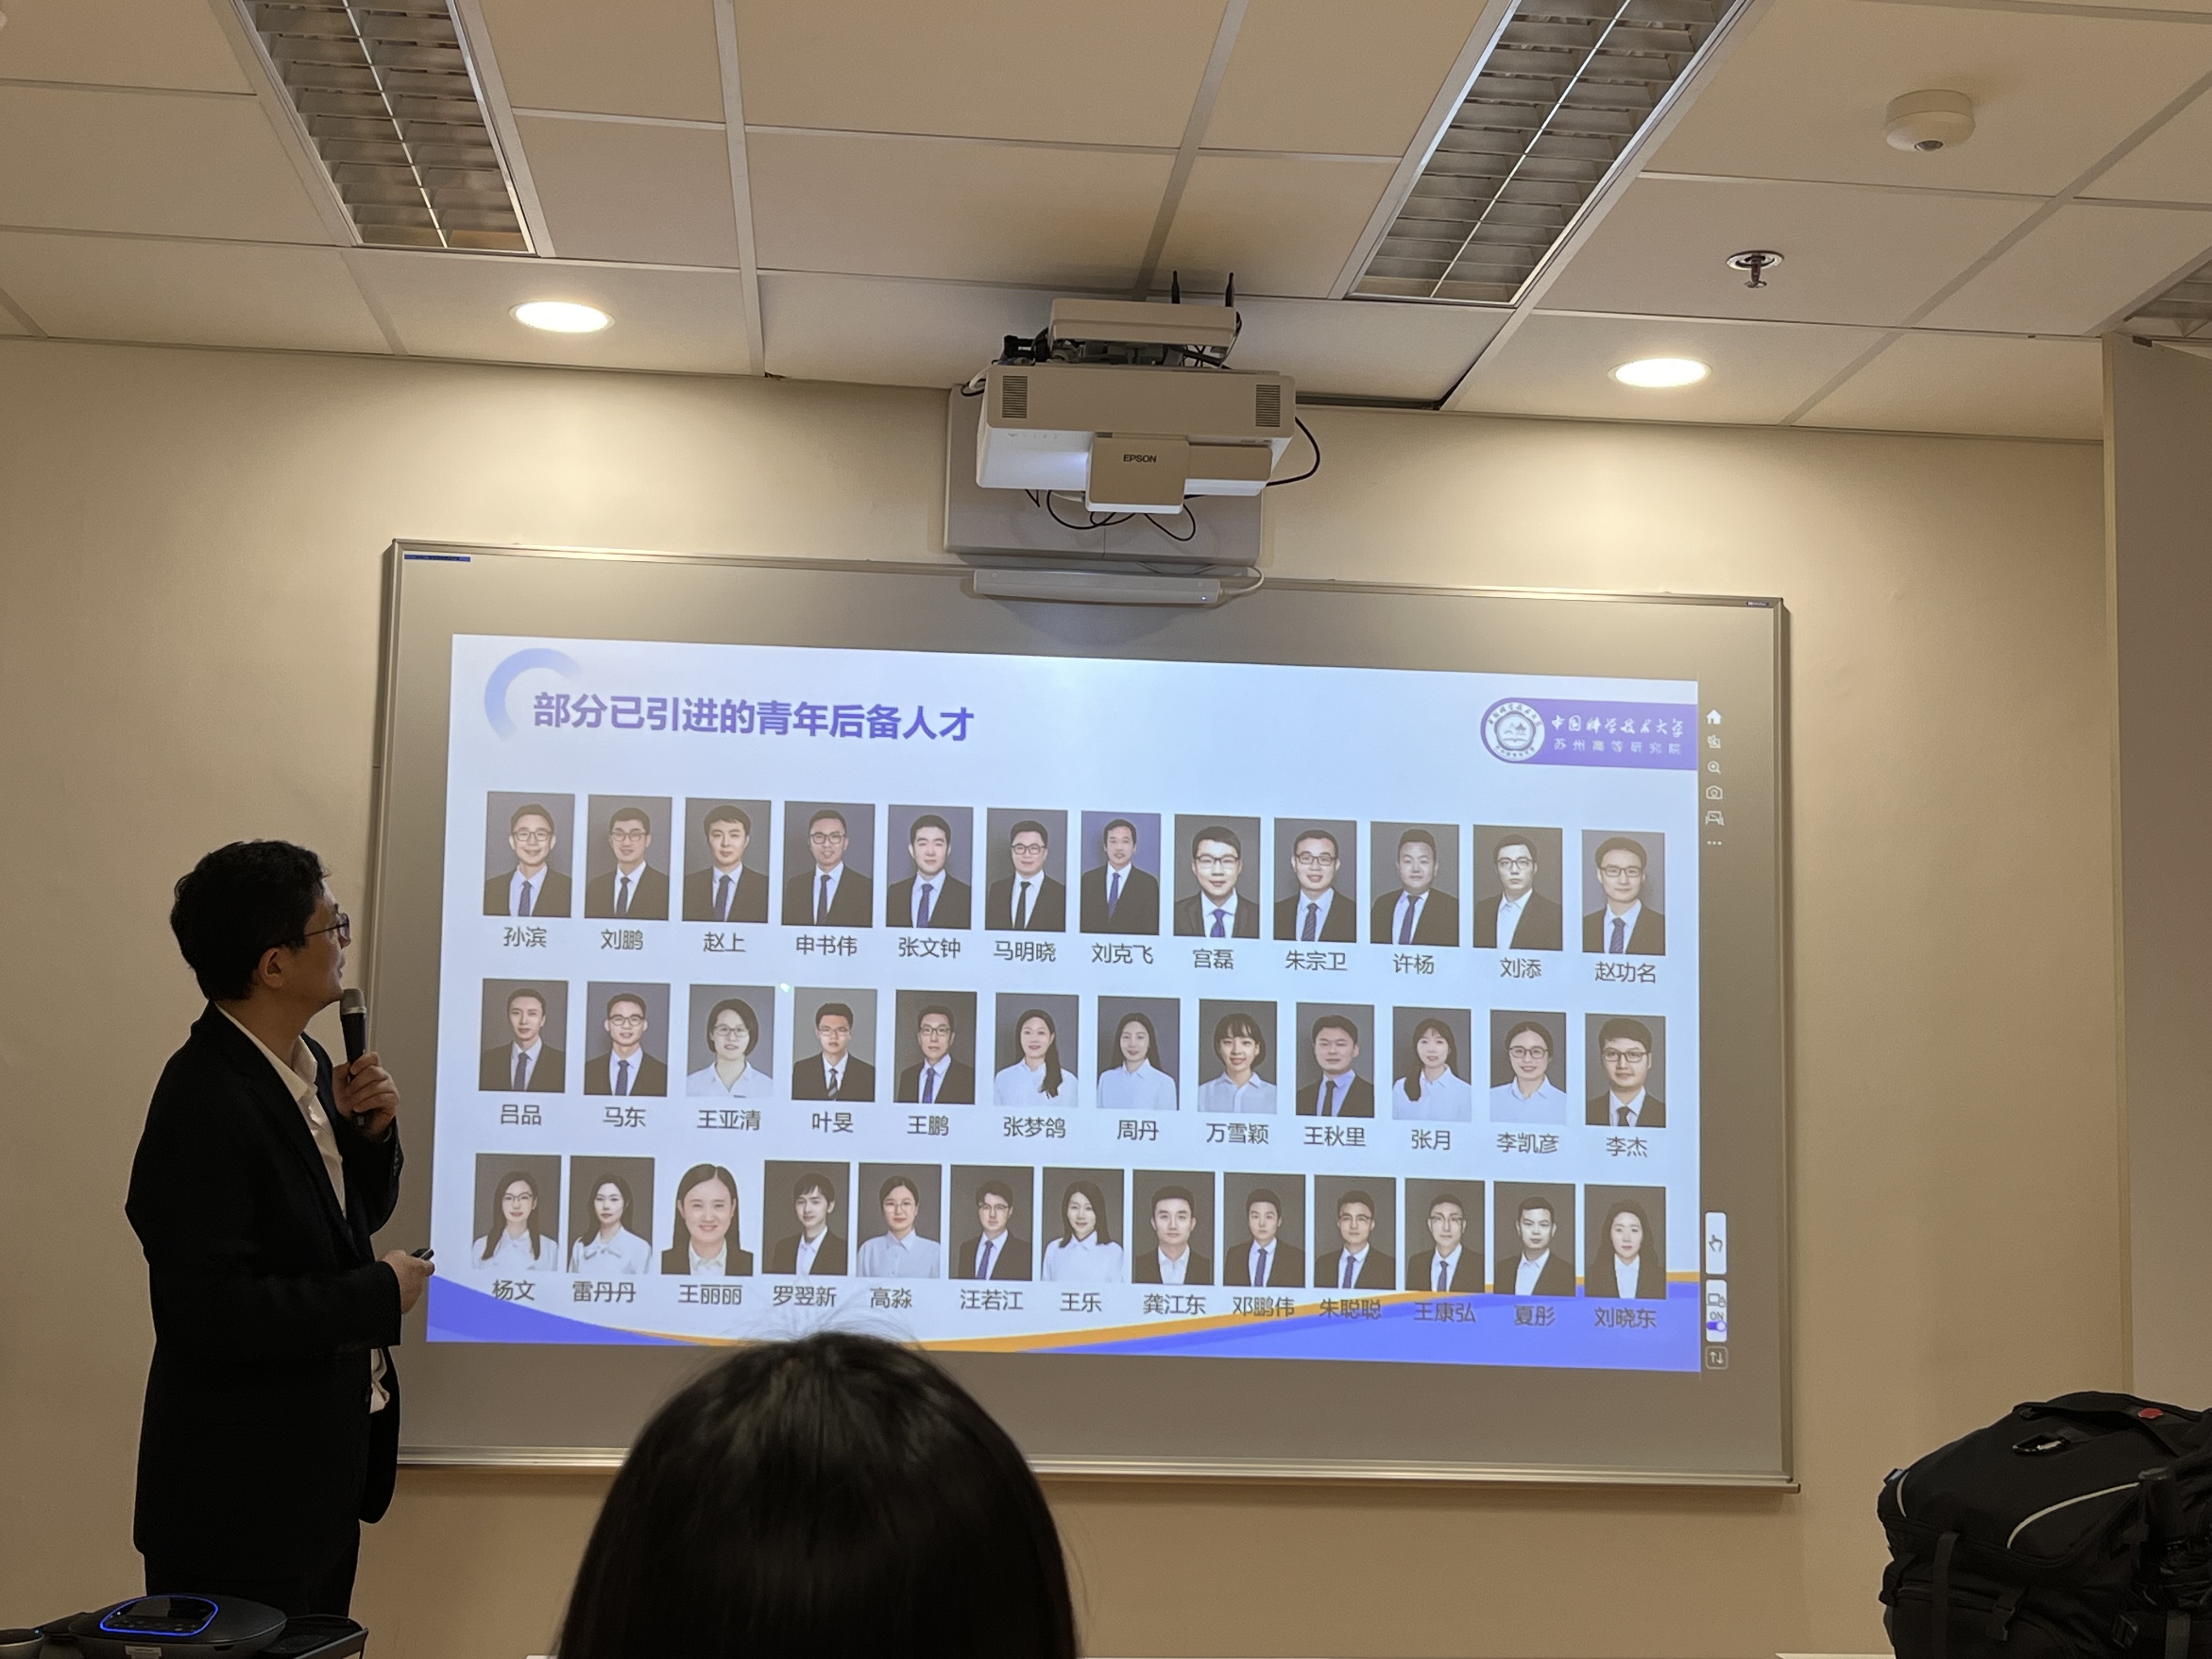 EPSON
部分已引进的青年后备人才
中国科学技术大学
苏州高等研究院
孙滨 刘鹏 赵上 申书伟 张文钟 马明晓 刘克飞 宫磊 朱宗卫 许杨 刘添 赵功名
吕品 马东 王亚清 叶旻 王鹏 张梦鸽 周丹 万雪颖 王秋里 张月 李凯彦 李杰
杨文 雷丹丹 王丽丽 罗翌新 高淼 汪若江 王乐 龚江东 邓鹏伟 朱聪聪 王康弘 夏彤 刘晓东
ON